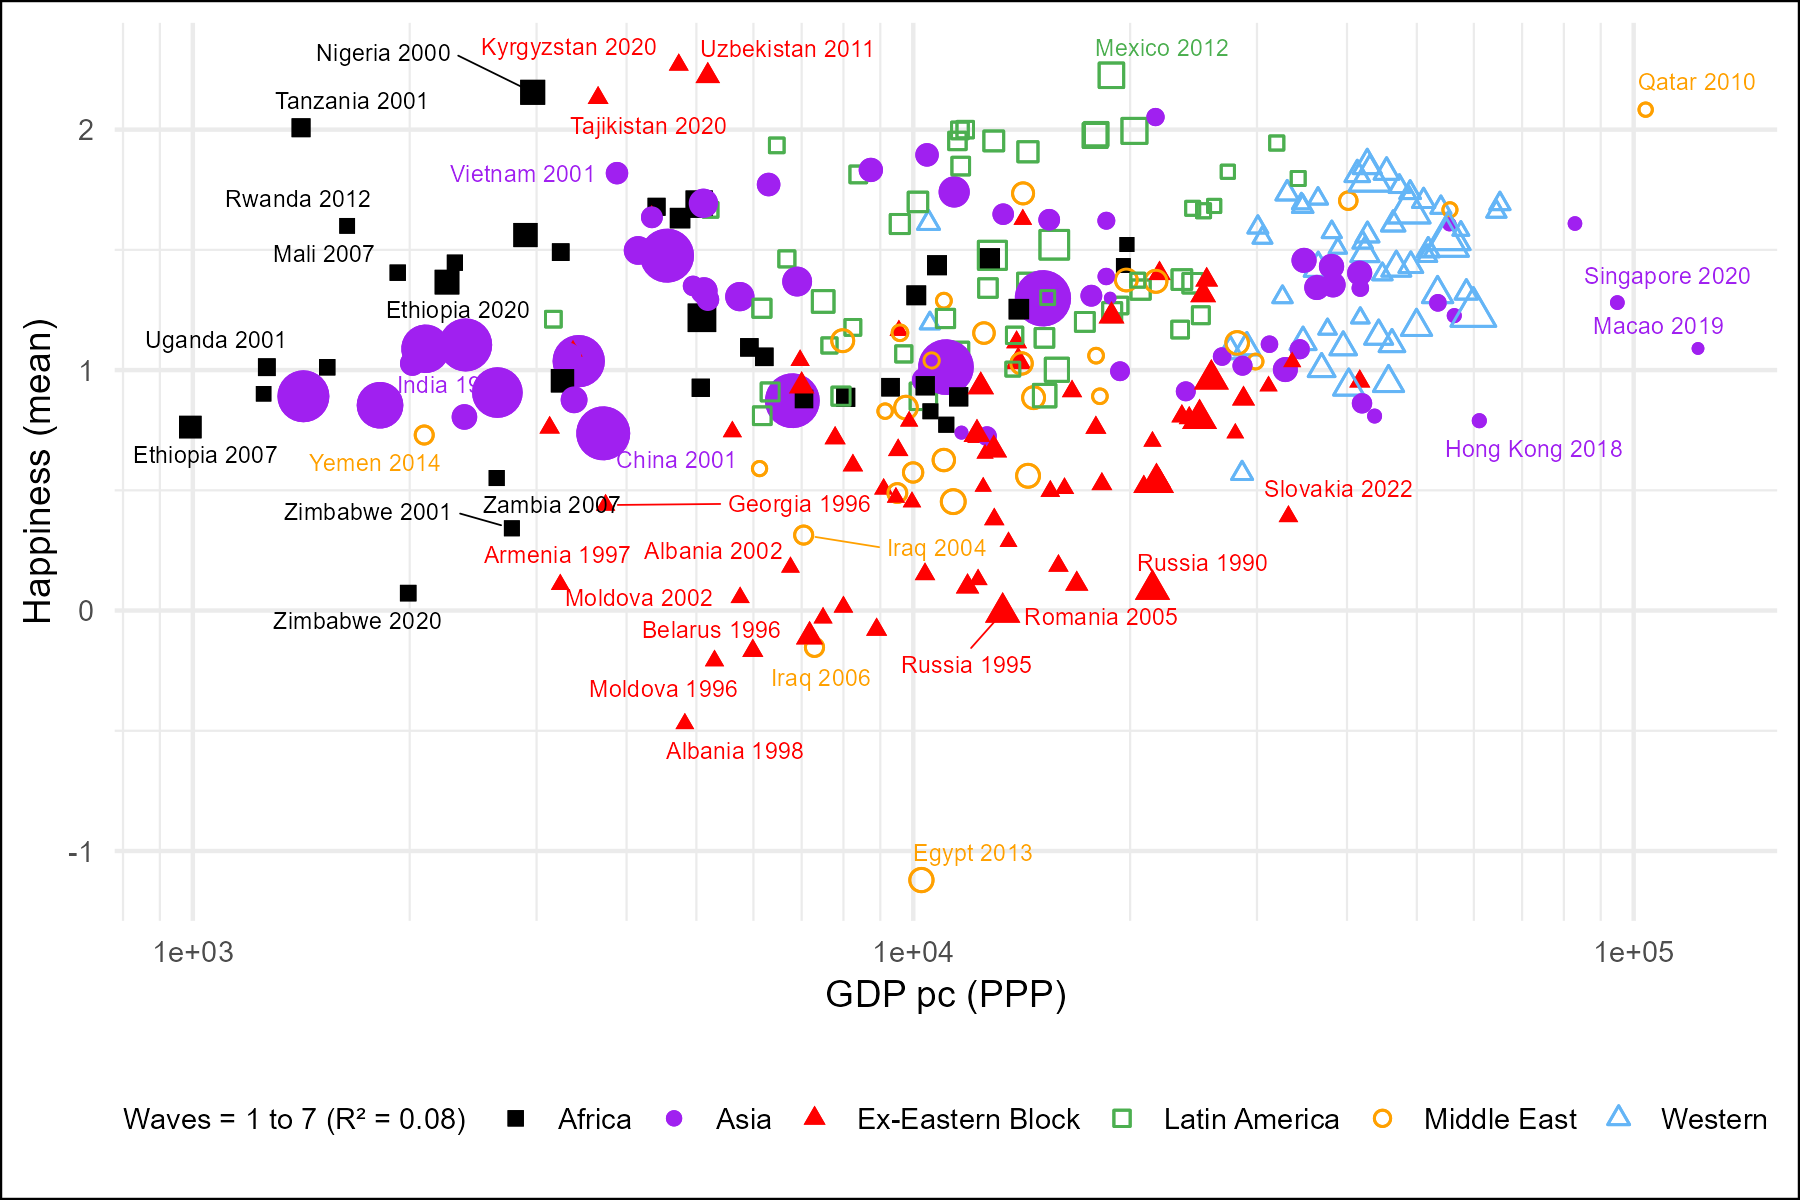 Nigeria 2000
Kyrgyzstan 2020
Uzbekistan 2011
Mexico 2012
Qatar 2010
Tanzania 2001
Tajikistan 2020
Vietnam 2001
Rwanda 2012
Mali 2007
Singapore 2020
Ethiopia 2020
Macao 2019
Uganda 2001
India 19
Ethiopia 2007
Yemen 2014
China 2001
Hong Kong 2018
Slovakia 2022
Zambia 2007
Georgia 1996
Zimbabwe 2001
Armenia 1997
Albania 2002
Iraq 2004
Russia 1990
Moldova 2002
Zimbabwe 2020
Belarus 1996
Romania 2005
Russia 1995
Iraq 2006
Moldova 1996
Albania 1998
Egypt 2013
2
1
0
-1
Happiness (mean)
1e+03
1e+04
1e+05
GDP pc (PPP)
Waves = 1 to 7 (R² = 0.08)
Africa
Asia
Ex-Eastern Block
Latin America
Middle East
Western